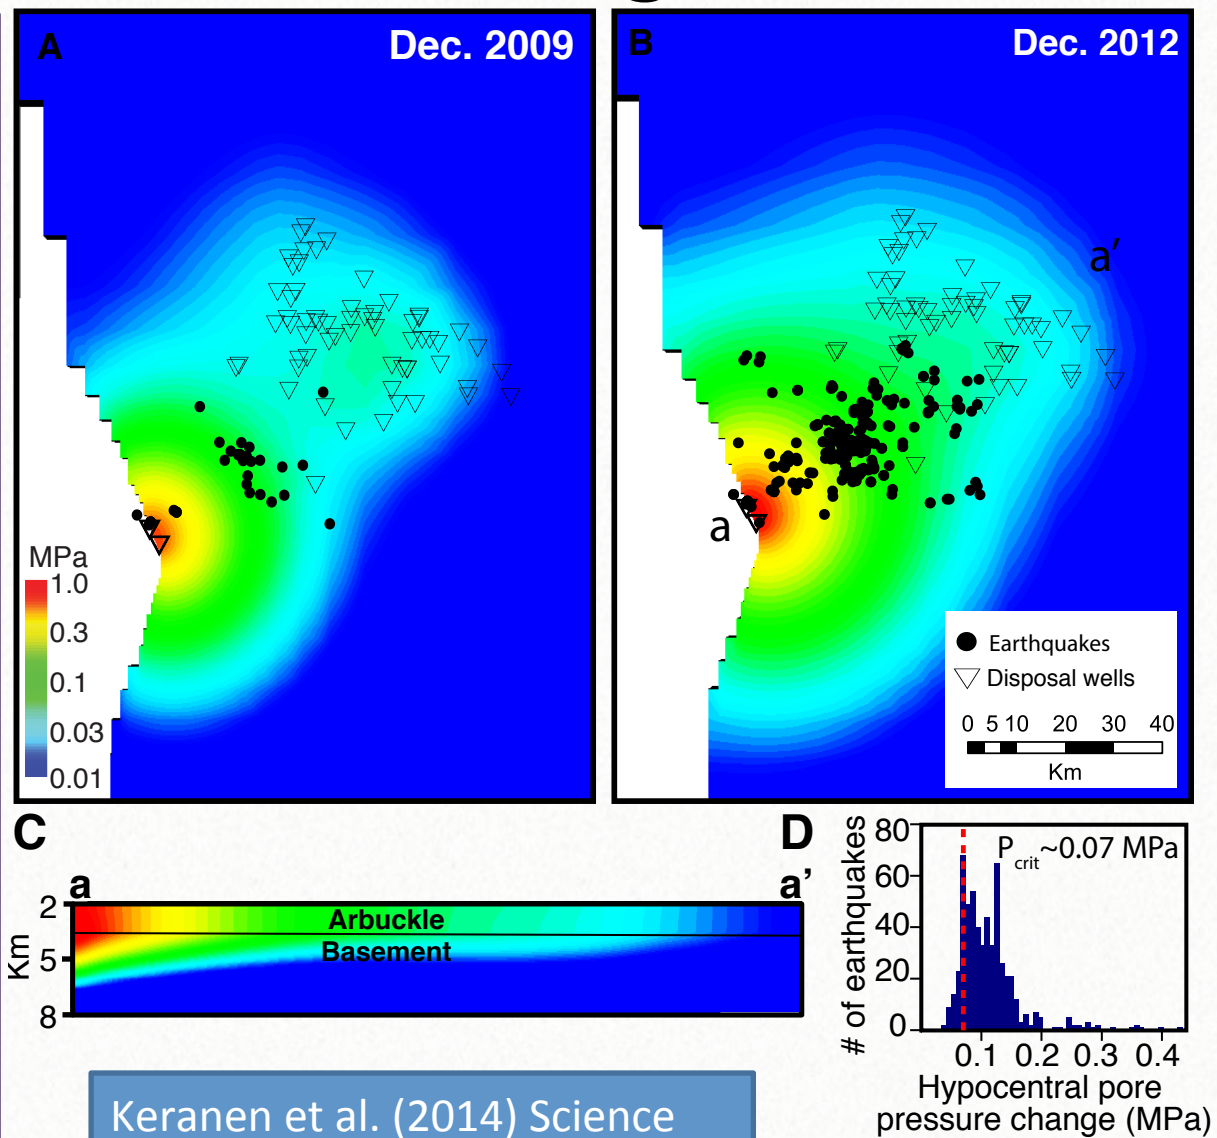 A
Dec. 2009
B
Dec. 2012
a'
a
MPa
1.0
0.3
0.1
0.03
0.01
Earthquakes
Disposal wells
0 5 10 20 30 40
Km
C
a
a'
2
5
8
Km
Arbuckle
Basement
D
80
60
40
20
0
# of earthquakes
Pcrit~0.07 MPa
0.1 0.2 0.3 0.4
Hypocentral pore
pressure change (MPa)
Keranen et al. (2014) Science